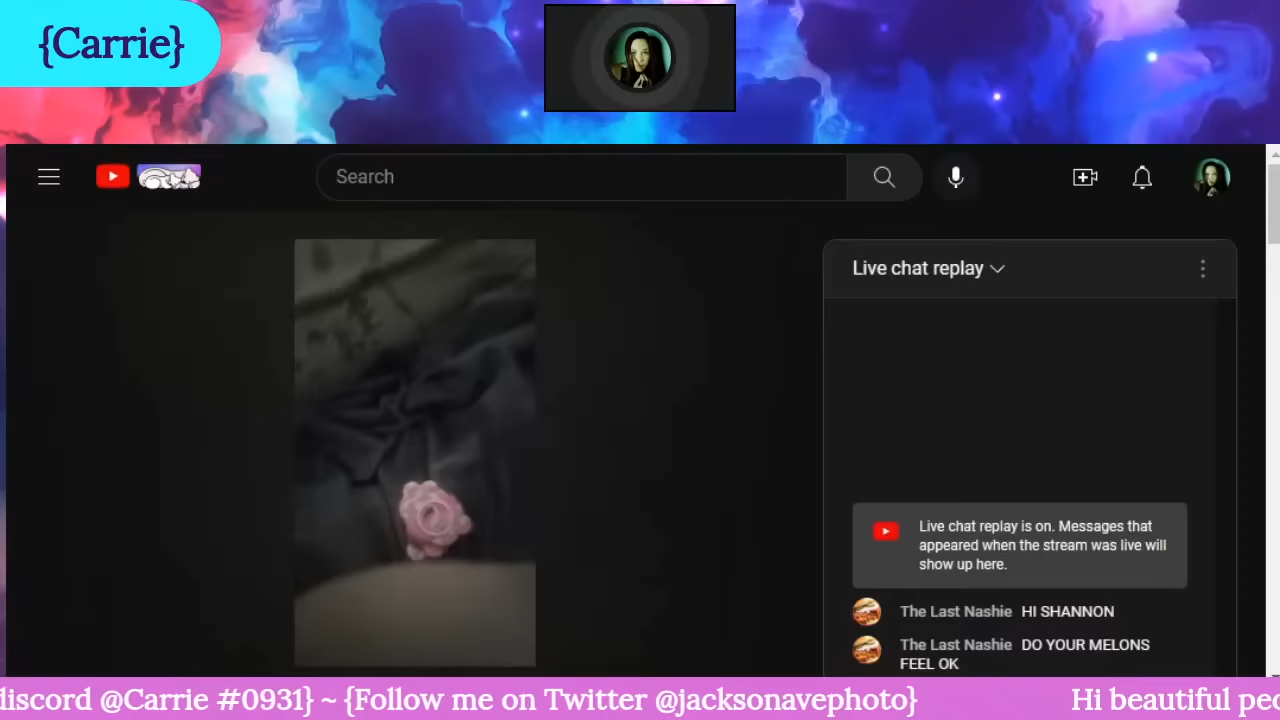 {Carrie}
Search
Live chat replay
Live chat replay is on. Messages that
appeared when the stream was live will
show up here.
The Last Nashie HI SHANNON
The Last Nashie DO YOUR MELONS
FEEL OK
discord @Carrie #0931} ~ {Follow me on Twitter @jacksonavephoto} Hi beautiful